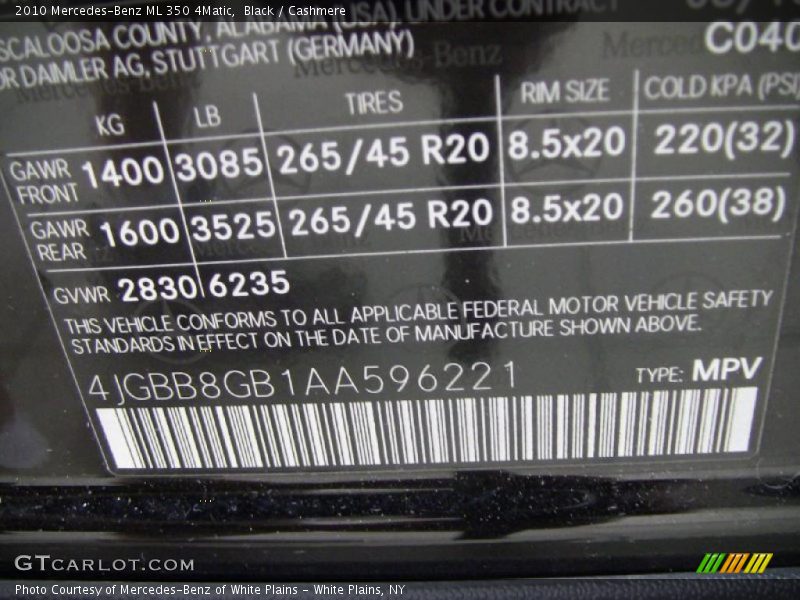 2010 Mercedes-Benz ML 350 4Matic, Black / Cashmere
SCALOOSA COUNTY, ALABAMA (USA) UNDER CONTRACT
OR DAIMLER AG, STUTTGART (GERMANY)
C040
KG LB TIRES RIM SIZE COLD KPA (PSI)
GAWR FRONT 1400 3085 265/45 R20 8.5x20 220(32)
GAWR REAR 1600 3525 265/45 R20 8.5x20 260(38)
GVWR 2830 6235
THIS VEHICLE CONFORMS TO ALL APPLICABLE FEDERAL MOTOR VEHICLE SAFETY
STANDARDS IN EFFECT ON THE DATE OF MANUFACTURE SHOWN ABOVE.
4JGBB8GB1AA596221 TYPE: MPV
GTCARLOT.COM
Photo Courtesy of Mercedes-Benz of White Plains - White Plains, NY